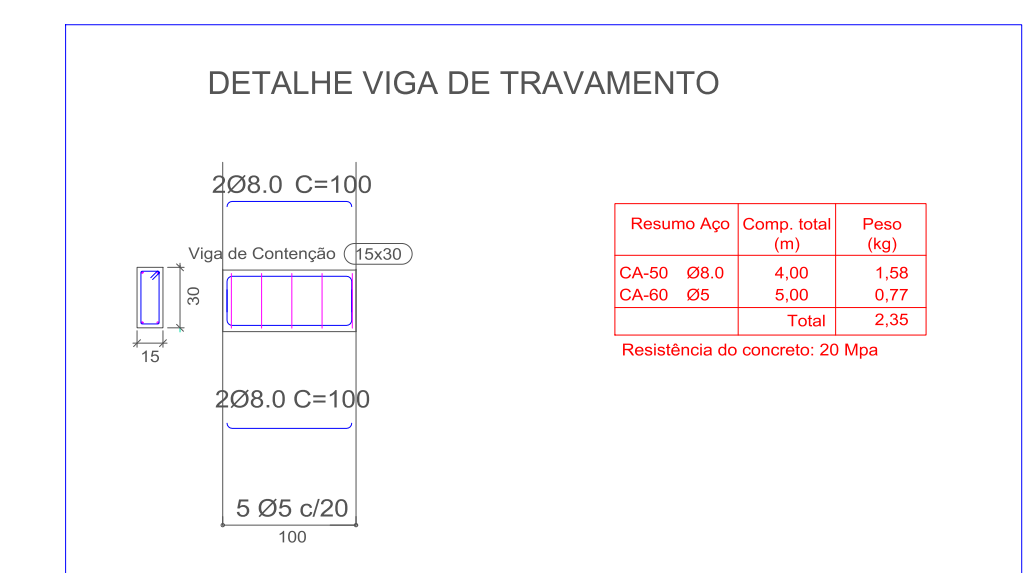 DETALHE VIGA DE TRAVAMENTO
2Ø8.0 C=100
Viga de Contenção 15x30
30
15
2Ø8.0 C=100
5 Ø5 c/20
100
Resumo Aço Comp. total (m) Peso (kg)
CA-50 Ø8.0 4,00 1,58
CA-60 Ø5 5,00 0,77
Total 2,35
Resistência do concreto: 20 Mpa